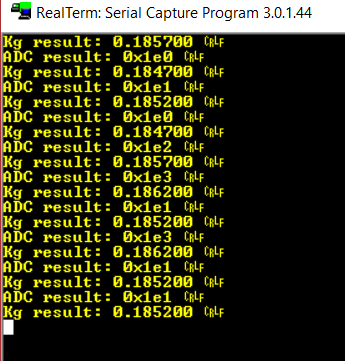 RealTerm: Serial Capture Program 3.0.1.44
Kg result: 0.185700 CRLF
ADC result: 0x1e0 CRLF
Kg result: 0.184700 CRLF
ADC result: 0x1e1 CRLF
Kg result: 0.185200 CRLF
ADC result: 0x1e0 CRLF
Kg result: 0.184700 CRLF
ADC result: 0x1e2 CRLF
Kg result: 0.185700 CRLF
ADC result: 0x1e3 CRLF
Kg result: 0.186200 CRLF
ADC result: 0x1e1 CRLF
Kg result: 0.185200 CRLF
ADC result: 0x1e3 CRLF
Kg result: 0.186200 CRLF
ADC result: 0x1e1 CRLF
Kg result: 0.185200 CRLF
ADC result: 0x1e1 CRLF
Kg result: 0.185200 CRLF